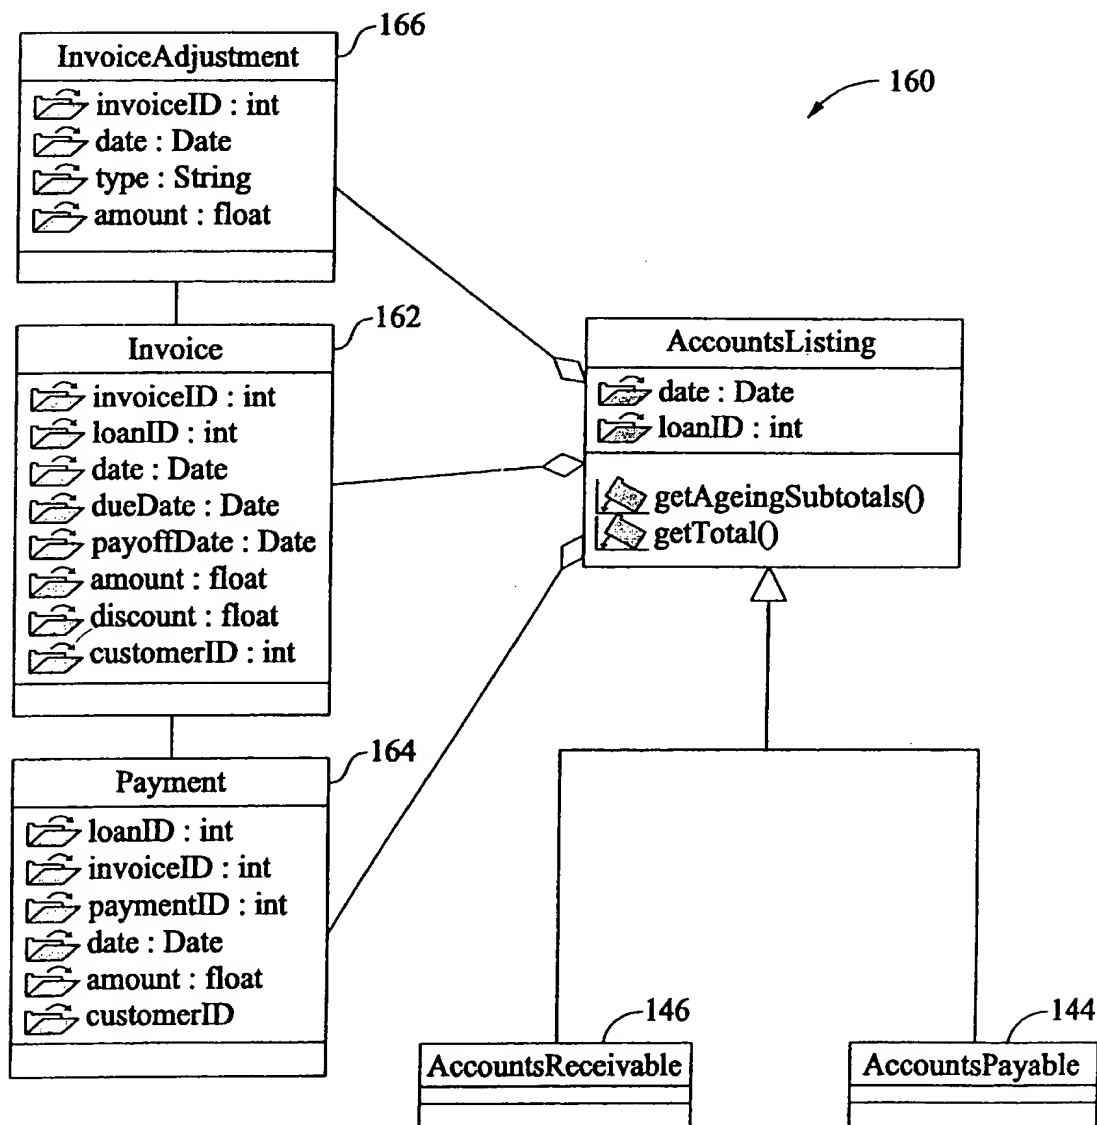 166
InvoiceAdjustment
invoiceID : int
date : Date
type : String
amount : float
160
162
Invoice
invoiceID : int
loanID : int
date : Date
dueDate : Date
payoffDate : Date
amount : float
discount : float
customerID : int
AccountsListing
date : Date
loanID : int
getAgeingSubtotals()
getTotal()
164
Payment
loanID : int
invoiceID : int
paymentID : int
date : Date
amount : float
customerID
146
AccountsReceivable
144
AccountsPayable